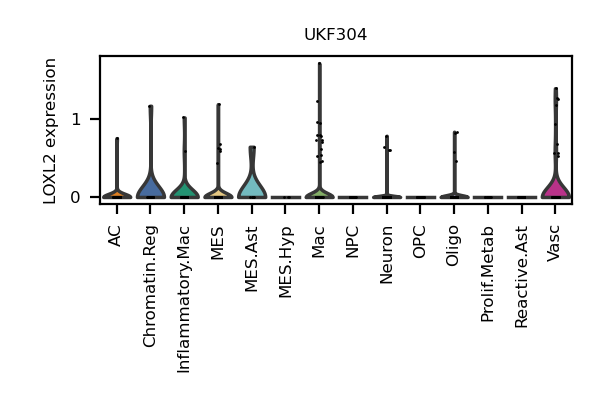 UKF304
LOXL2 expression
1
0
AC
Chromatin.Reg
Inflammatory.Mac
MES
MES.Ast
MES.Hyp
Mac
NPC
Neuron
OPC
Oligo
Prolif.Metab
Reactive.Ast
Vasc